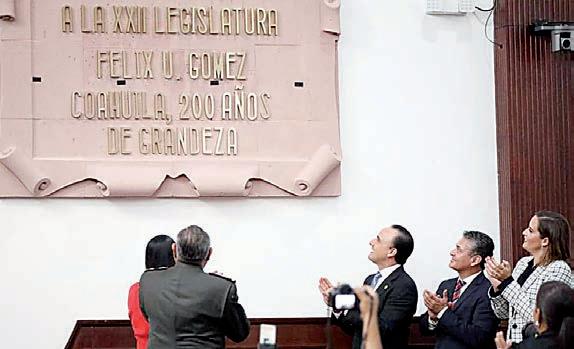 A LA XXII LEGISLATURA
FELIX U. GOMEZ
COAHUILA, 200 AÑOS
DE GRANDEZA